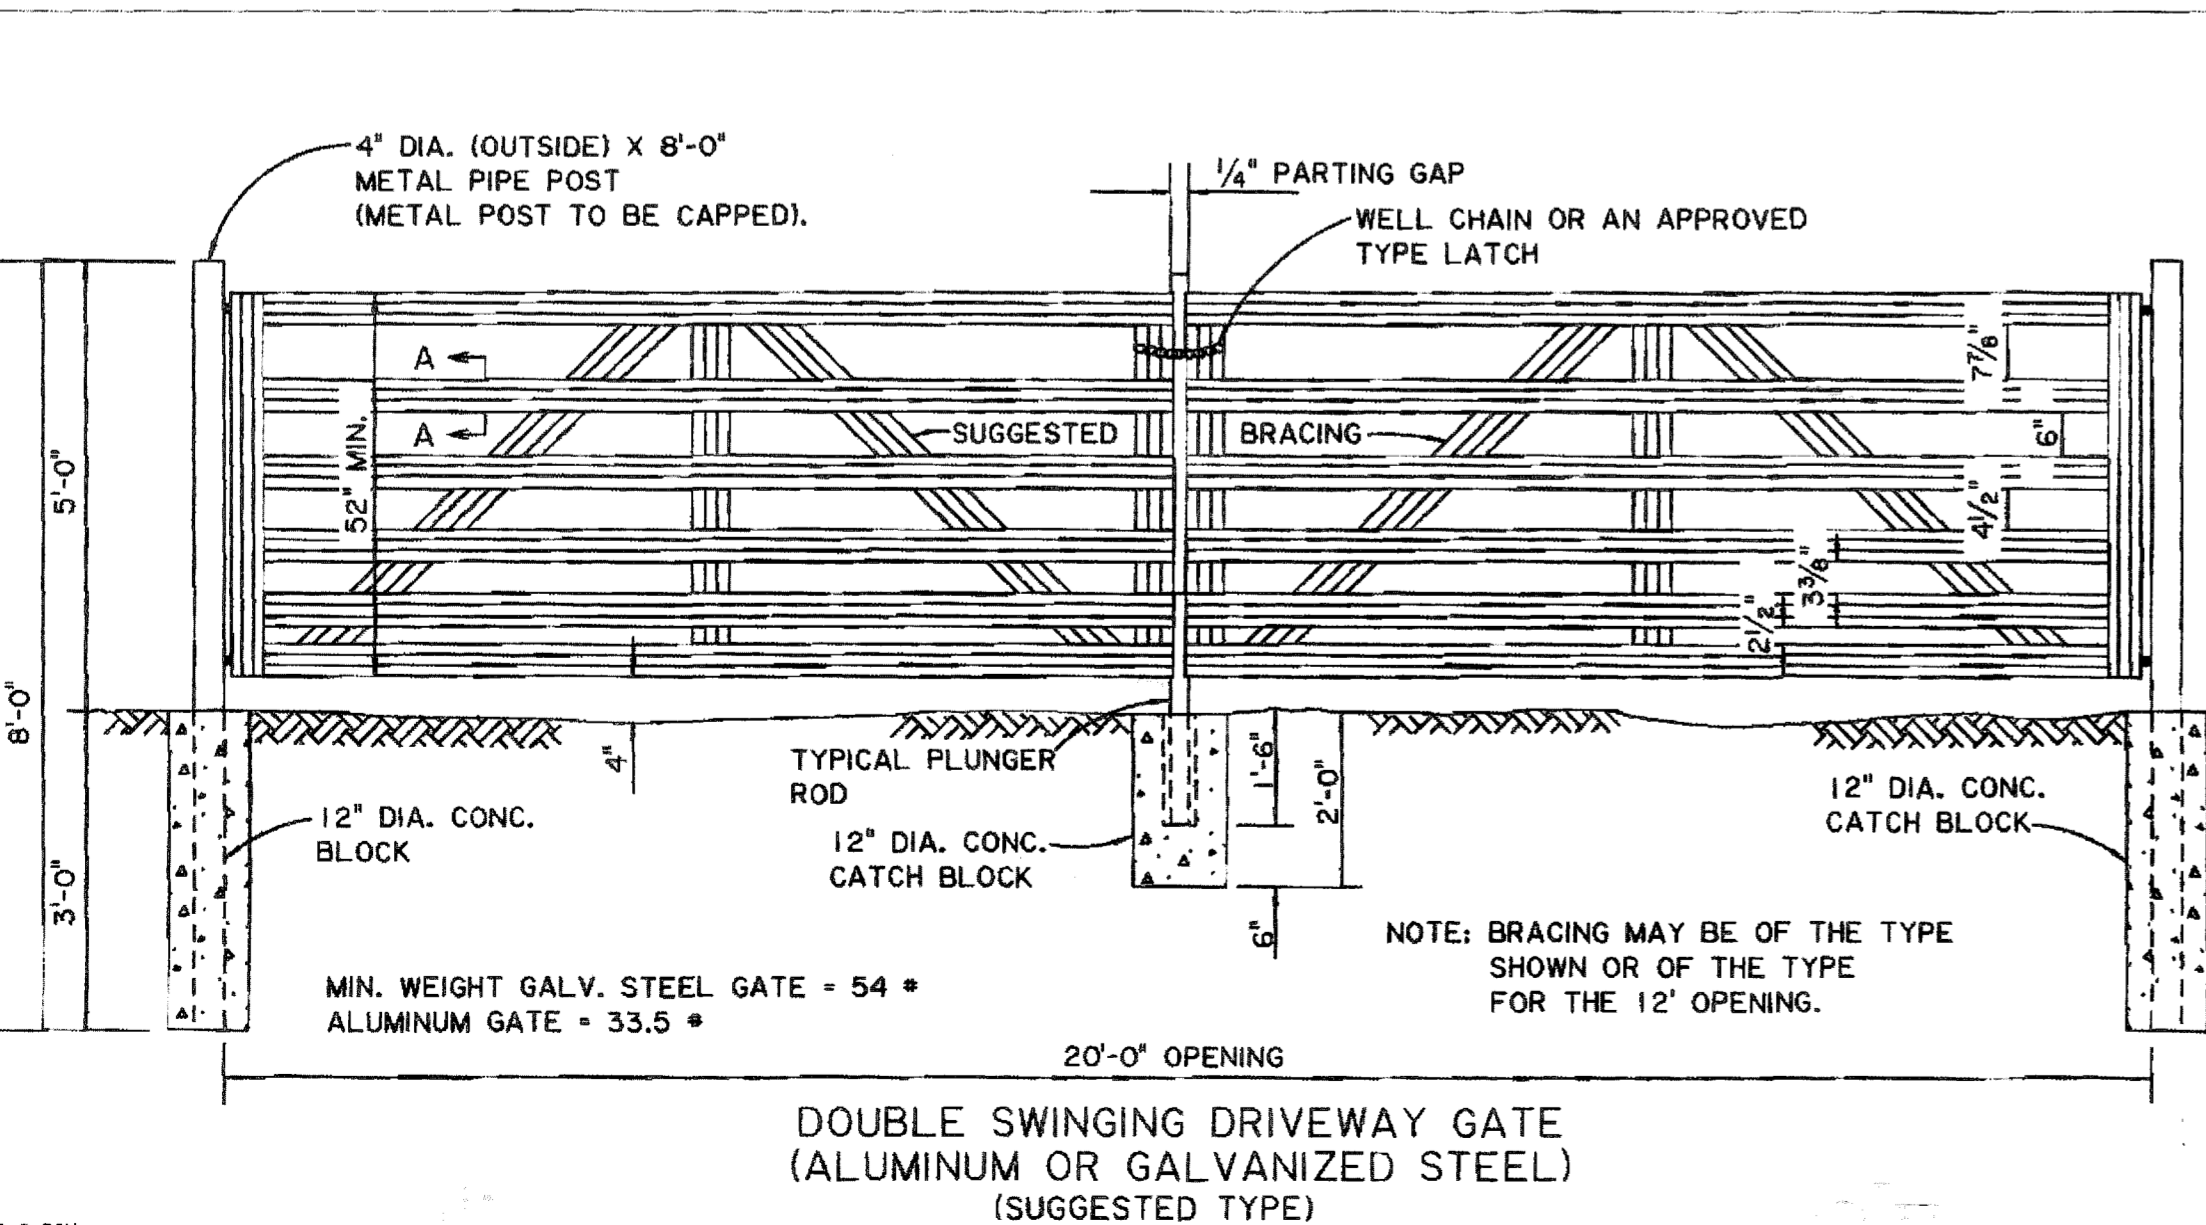 4" DIA. (OUTSIDE) X 8'-0"
METAL PIPE POST
(METAL POST TO BE CAPPED).
1/4" PARTING GAP
WELL CHAIN OR AN APPROVED
TYPE LATCH
A
A
52" MIN.
SUGGESTED
BRACING
7 7/8"
6"
4 1/2"
3 3/8"
2 1/2"
5'-0"
8'-0"
3'-0"
4"
TYPICAL PLUNGER
ROD
1'-6"
2'-0"
6"
12" DIA. CONC.
BLOCK
12" DIA. CONC.
CATCH BLOCK
12" DIA. CONC.
CATCH BLOCK
NOTE: BRACING MAY BE OF THE TYPE
SHOWN OR OF THE TYPE
FOR THE 12' OPENING.
MIN. WEIGHT GALV. STEEL GATE = 54 #
ALUMINUM GATE = 33.5 #
20'-0" OPENING
DOUBLE SWINGING DRIVEWAY GATE
(ALUMINUM OR GALVANIZED STEEL)
(SUGGESTED TYPE)